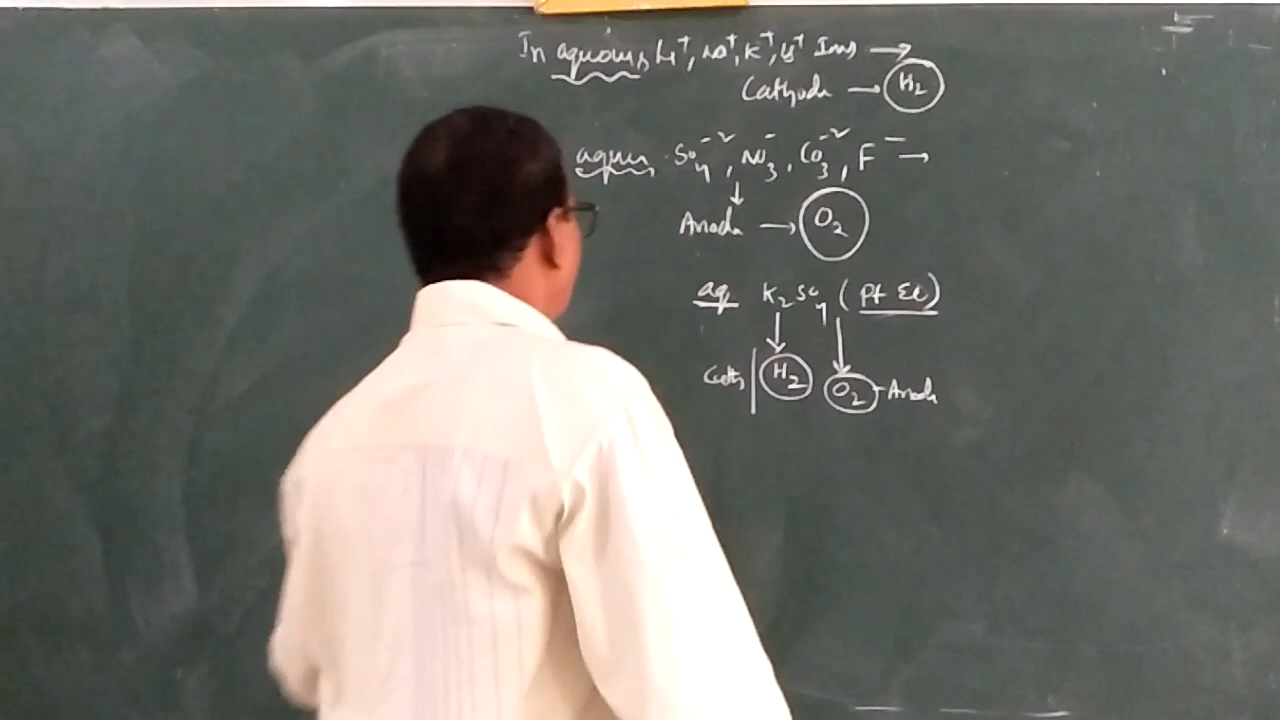 In aqueous, Li⁺, Na⁺, K⁺, Ions →
Cathode → H₂
aqueous SO₄⁻², NO₃⁻, CO₃⁻², F⁻ →
↓
Anode → O₂
aq K₂SO₄ (Pt El)
↓ ↓
Cath | H₂ O₂ – Anode